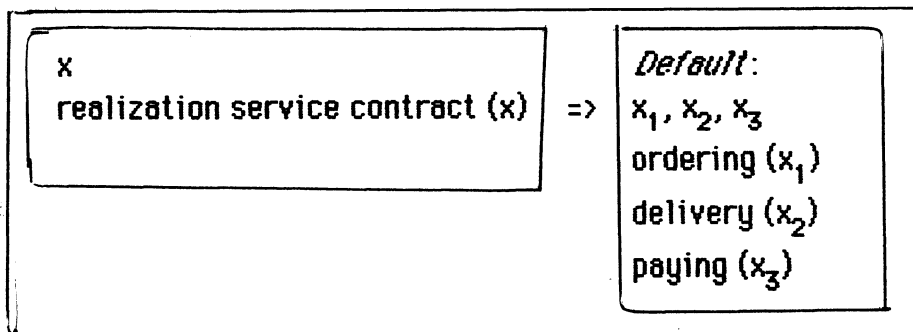 x
realization service contract (x)
=>
Default:
x₁, x₂, x₃
ordering (x₁)
delivery (x₂)
paying (x₃)